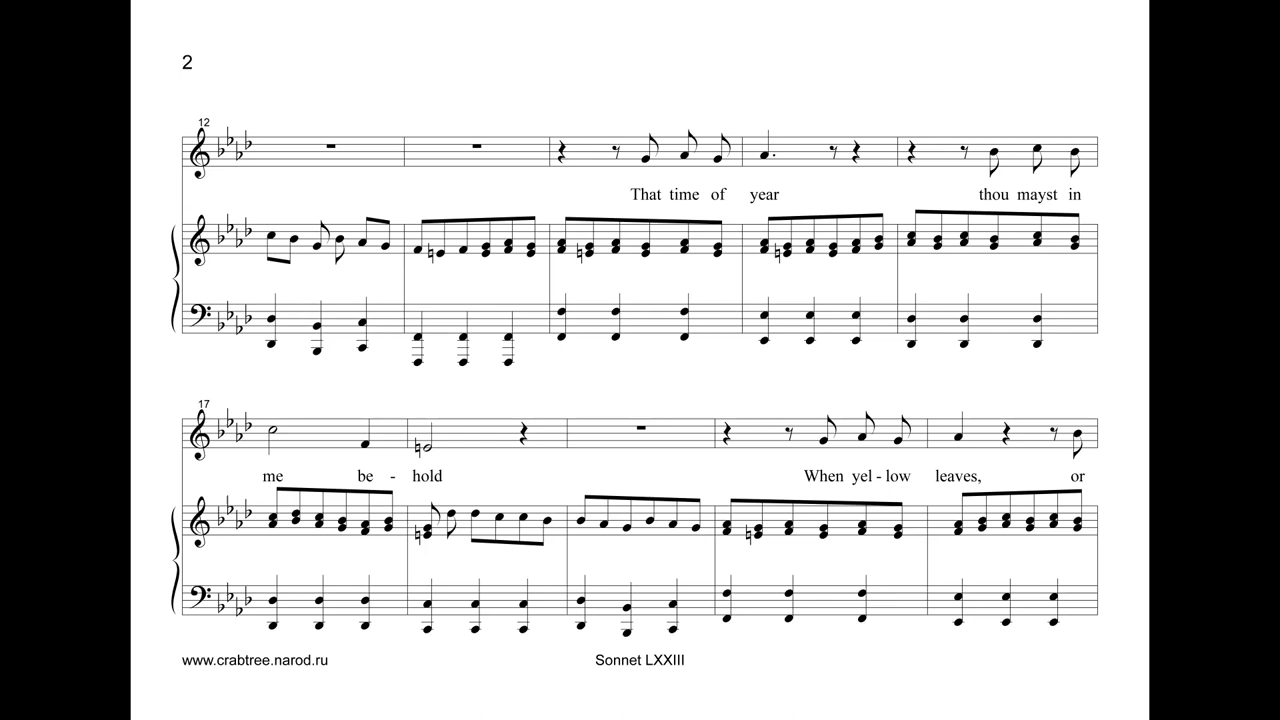 2
12
That time of year thou mayst in
17
me be - hold When yel - low leaves, or
www.crabtree.narod.ru Sonnet LXXIII